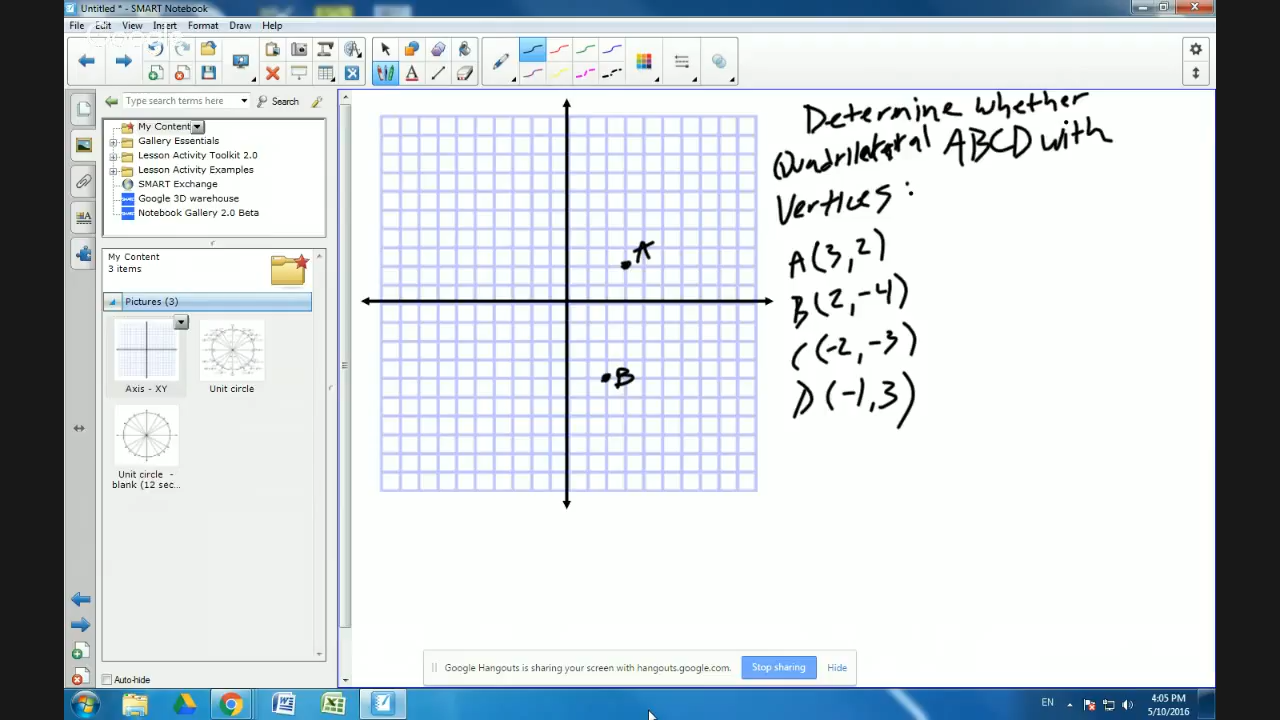 Untitled * - SMART Notebook
File Edit View Insert Format Draw Help
Google
Type search terms here
Search
My Content
Gallery Essentials
Lesson Activity Toolkit 2.0
Lesson Activity Examples
SMART Exchange
Google 3D warehouse
Notebook Gallery 2.0 Beta
My Content
3 items
Pictures (3)
Axis - XY
Unit circle
Unit circle -
blank (12 sec...
Auto-hide
A
B
Determine whether
Quadrilateral ABCD with
Vertices :
A(3,2)
B(2,-4)
C(-2,-3)
D(-1,3)
Google Hangouts is sharing your screen with hangouts.google.com.
Stop sharing
Hide
EN
4:05 PM
5/10/2016